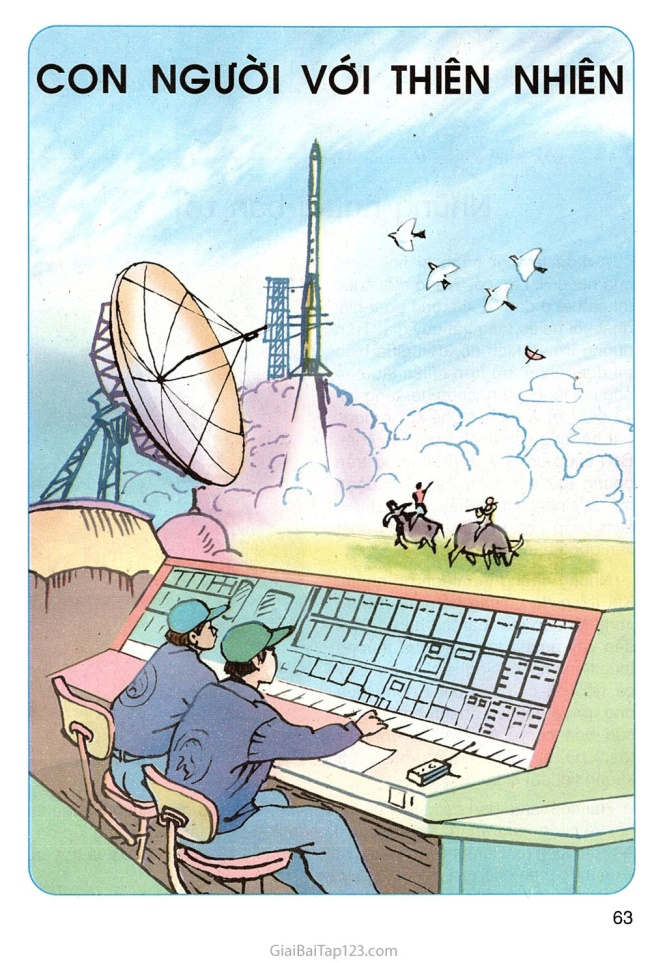 CON NGƯỜI VỚI THIÊN NHIÊN
63
GiaiBaiTap123.com